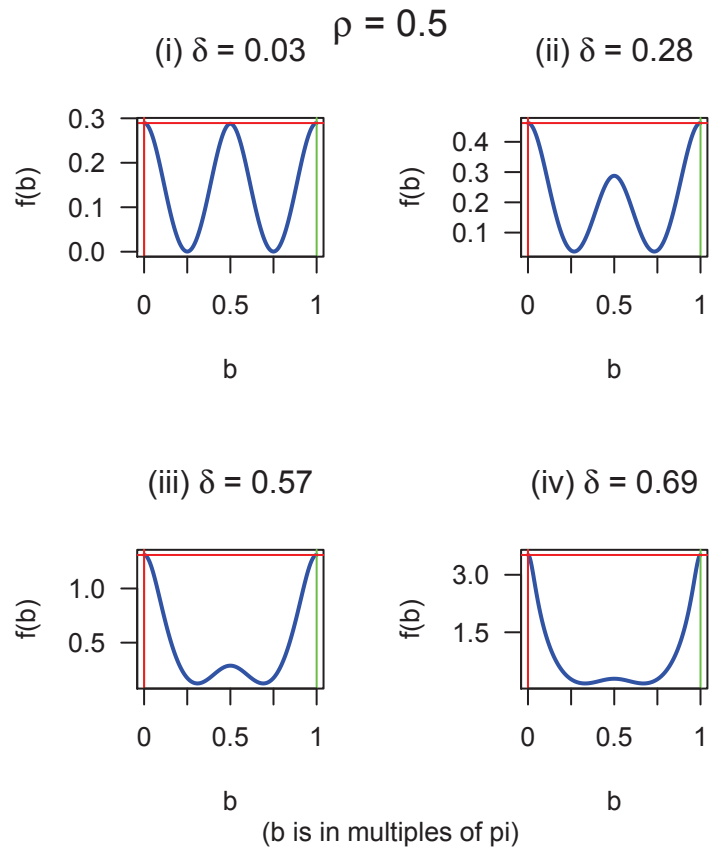 ρ = 0.5
(i) δ = 0.03
(ii) δ = 0.28
f(b)
0.3
0.2
0.1
0.0
0 0.5 1
b
f(b)
0.4
0.3
0.2
0.1
0 0.5 1
b
(iii) δ = 0.57
(iv) δ = 0.69
f(b)
1.0
0.5
0 0.5 1
b
f(b)
3.0
1.5
0 0.5 1
b
(b is in multiples of pi)